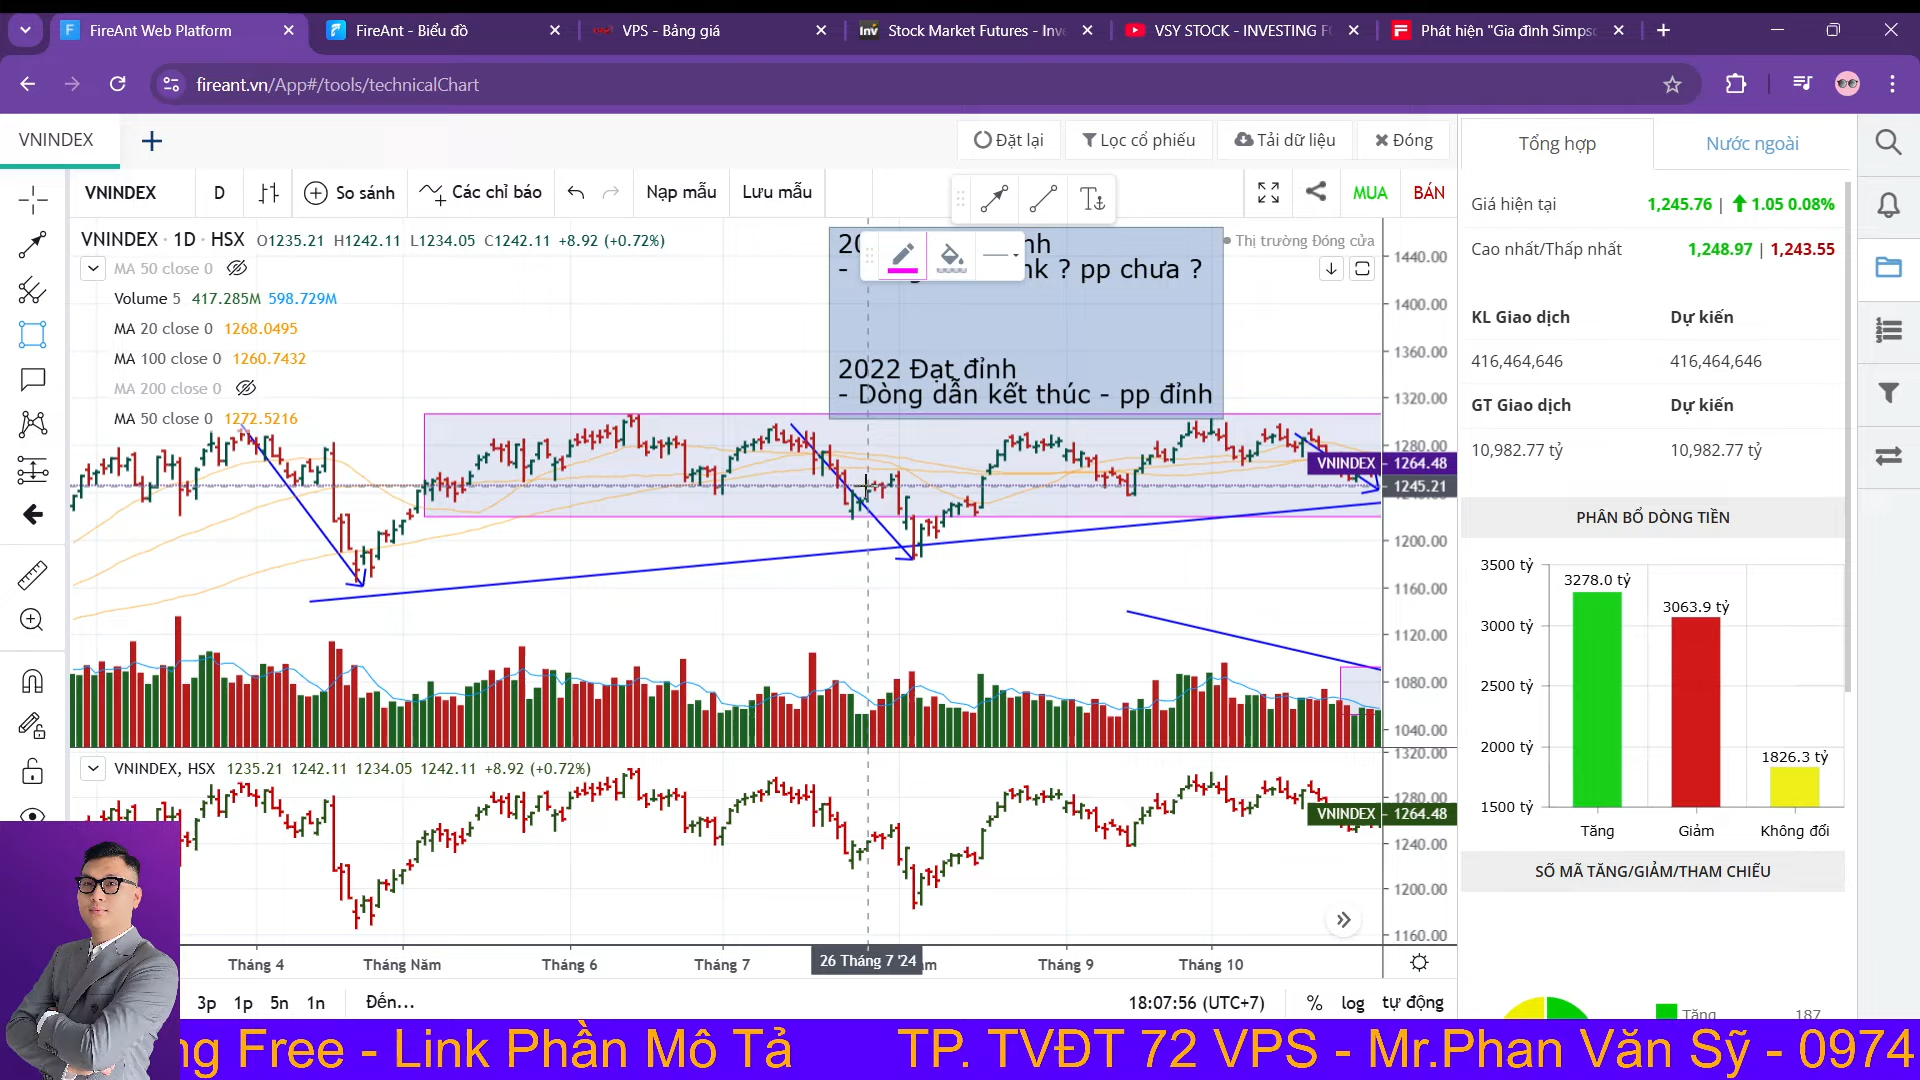 FireAnt Web Platform
FireAnt - Biểu đồ
VPS - Bảng giá
Inv
Stock Market Futures - Inve
VSY STOCK - INVESTING F
Phát hiện "Gia đình Simps
fireant.vn/App#/tools/technicalChart
VNINDEX
Đặt lại
Lọc cổ phiếu
Tải dữ liệu
Đóng
Tổng hợp
Nước ngoài
VNINDEX
D
So sánh
Các chỉ báo
Nạp mẫu
Lưu mẫu
MUA
BÁN
VNINDEX · 1D · HSX O1235.21 H1242.11 L1234.05 C1242.11 +8.92 (+0.72%)
Thị trường Đóng cửa
MA 50 close 0
Volume 5 417.285M 598.729M
MA 20 close 0 1268.0495
MA 100 close 0 1260.7432
MA 200 close 0
MA 50 close 0 1272.5216
nk ? pp chưa ?
2022 Đạt đỉnh
- Dòng dẫn kết thúc - pp đỉnh
1440.00
1400.00
1360.00
1320.00
1280.00
VNINDEX 1264.48
1245.21
1200.00
1160.00
1120.00
1080.00
1040.00
1320.00
VNINDEX, HSX 1235.21 1242.11 1234.05 1242.11 +8.92 (+0.72%)
1280.00
VNINDEX 1264.48
1240.00
1200.00
1160.00
Tháng 4
Tháng Năm
Tháng 6
Tháng 7
26 Tháng 7 '24
Tháng 9
Tháng 10
3p 1p 5n 1n
Đến...
18:07:56 (UTC+7)
% log tự động
Giá hiện tại
1,245.76 | 1.05 0.08%
Cao nhất/Thấp nhất
1,248.97 | 1,243.55
KL Giao dịch
Dự kiến
416,464,646
416,464,646
GT Giao dịch
Dự kiến
10,982.77 tỷ
10,982.77 tỷ
PHÂN BỔ DÒNG TIỀN
3500 tỷ
3000 tỷ
2500 tỷ
2000 tỷ
1500 tỷ
3278.0 tỷ
3063.9 tỷ
1826.3 tỷ
Tăng
Giảm
Không đối
SỐ MÃ TĂNG/GIẢM/THAM CHIẾU
Tăng
187
ng Free - Link Phần Mô Tả
TP. TVĐT 72 VPS - Mr.Phan Văn Sỹ - 0974